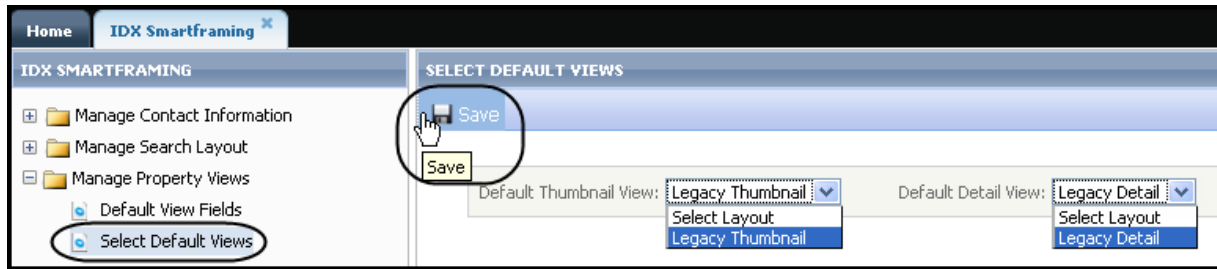 Home IDX Smartframing
IDX SMARTFRAMING
Manage Contact Information
Manage Search Layout
Manage Property Views
Default View Fields
Select Default Views
SELECT DEFAULT VIEWS
Save
Save
Default Thumbnail View: Legacy Thumbnail Default Detail View: Legacy Detail
Select Layout Select Layout
Legacy Thumbnail Legacy Detail